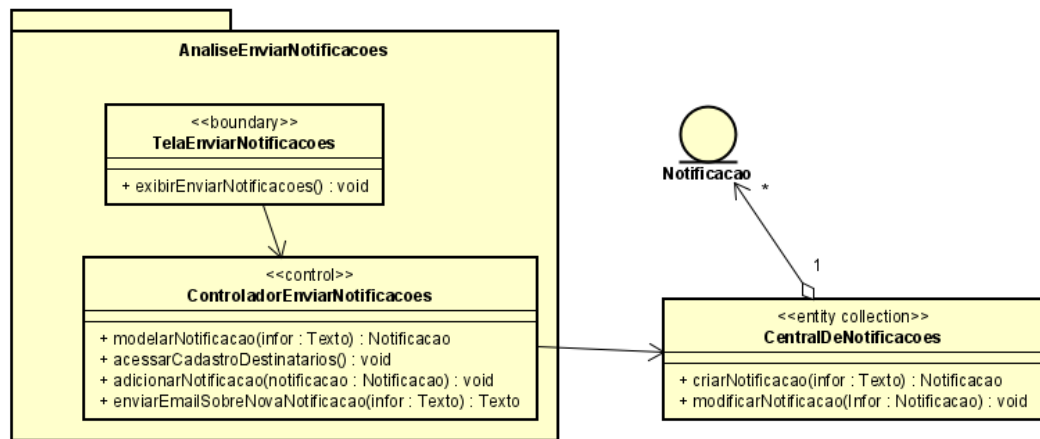 AnaliseEnviarNotificacoes
<<boundary>>
TelaEnviarNotificacoes
+ exibirEnviarNotificacoes() : void
<<control>>
ControladorEnviarNotificacoes
+ modelarNotificacao(infor : Texto) : Notificacao
+ acessarCadastroDestinatarios() : void
+ adicionarNotificacao(notificacao : Notificacao) : void
+ enviarEmailSobreNovaNotificacao(infor : Texto) : Texto
Notificacao
*
1
<<entity collection>>
CentralDeNotificacoes
+ criarNotificacao(infor : Texto) : Notificacao
+ modificarNotificacao(Infor : Notificacao) : void